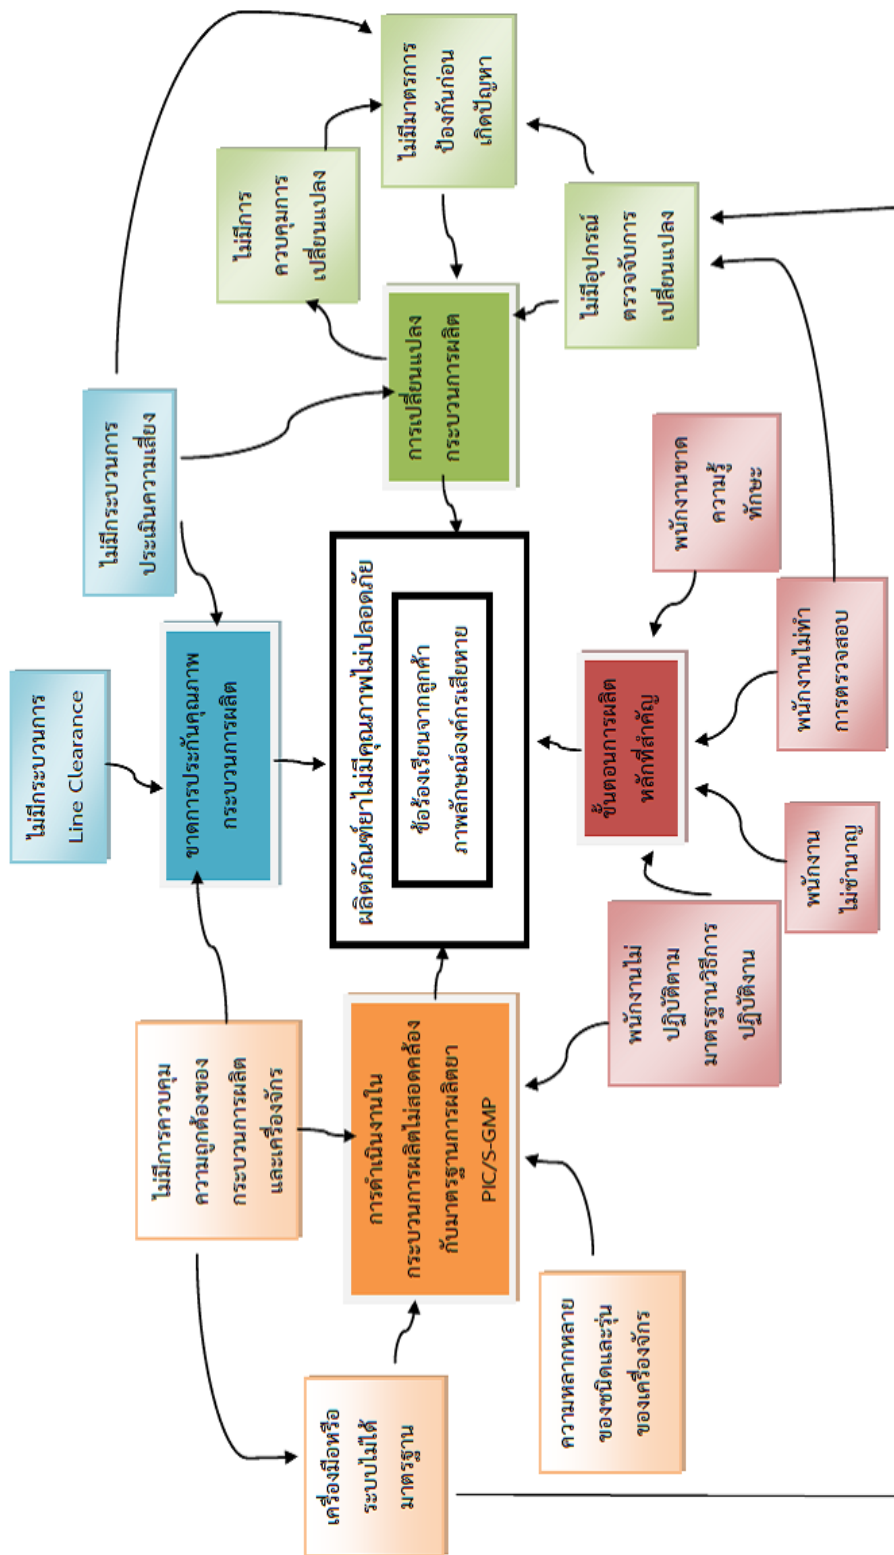 ไม่มีกระบวนการ
Line Clearance
ไม่มีกระบวนการ
ประเมินความเสี่ยง
ไม่มีการควบคุม
ความถูกต้องของ
กระบวนการผลิต
และเครื่องจักร
ขาดการประกันคุณภาพ
กระบวนการผลิต
ไม่มีการ
ควบคุมการ
เปลี่ยนแปลง
ไม่มีมาตรการ
ป้องกันก่อน
เกิดปัญหา
เครื่องมือหรือ
ระบบไม่ได้
มาตรฐาน
การดำเนินงานใน
กระบวนการผลิตไม่สอดคล้อง
กับมาตรฐานการผลิตยา
PIC/S-GMP
ผลิตภัณฑ์ยาไม่มีคุณภาพไม่ปลอดภัย
ข้อร้องเรียนจากลูกค้า
ภาพลักษณ์องค์กรเสียหาย
การเปลี่ยนแปลง
กระบวนการผลิต
ไม่มีอุปกรณ์
ตรวจจับการ
เปลี่ยนแปลง
ความหลากหลาย
ของชนิดและรุ่น
ของเครื่องจักร
พนักงานไม่
ปฏิบัติตาม
มาตรฐานวิธีการ
ปฏิบัติงาน
ขั้นตอนการผลิต
หลักที่สำคัญ
พนักงานขาด
ความรู้
ทักษะ
พนักงาน
ไม่ชำนาญ
พนักงานไม่ทำ
การตรวจสอบ